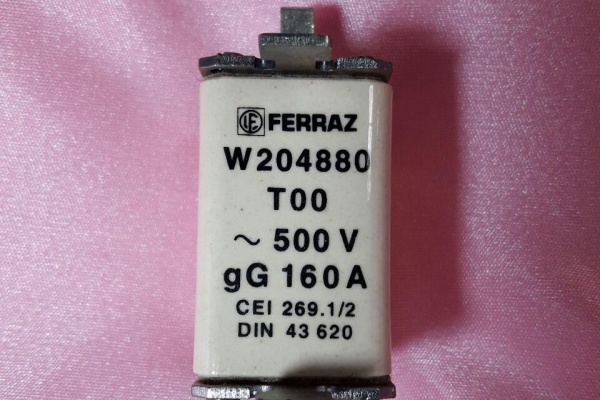 FERRAZ
W204880
T00
~ 500 V
gG 160 A
CEI 269.1/2
DIN 43 620